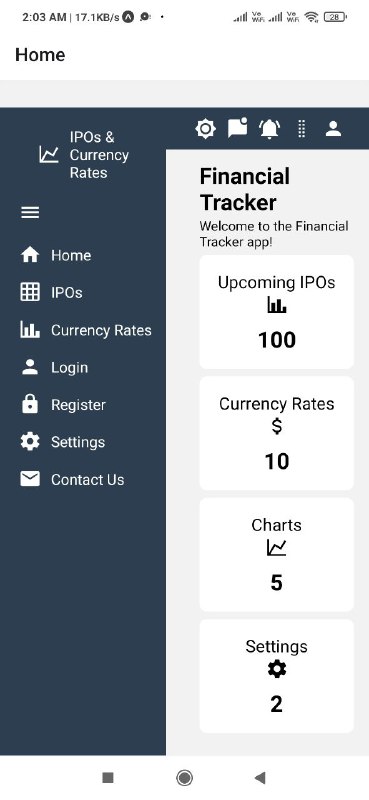 2:03 AM | 17.1KB/s
Vo
WiFi
Vo
WiFi
28
Home
IPOs &
Currency
Rates
Home
IPOs
Currency Rates
Login
Register
Settings
Contact Us
Financial
Tracker
Welcome to the Financial
Tracker app!
Upcoming IPOs
100
Currency Rates
$
10
Charts
5
Settings
2